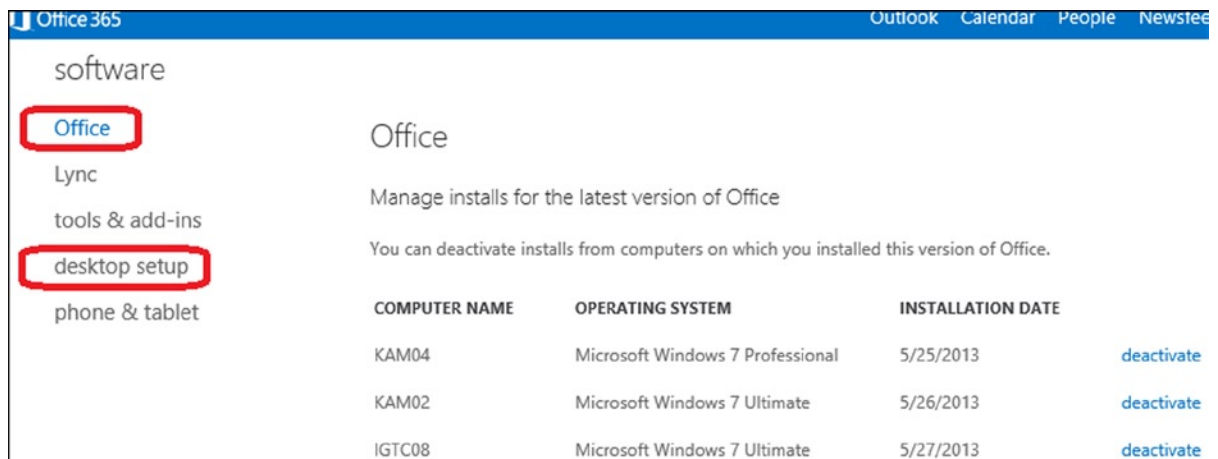 Office 365 Outlook Calendar People Newsfee
software
Office
Lync
tools & add-ins
desktop setup
phone & tablet
Office
Manage installs for the latest version of Office
You can deactivate installs from computers on which you installed this version of Office.
COMPUTER NAME OPERATING SYSTEM INSTALLATION DATE
KAM04 Microsoft Windows 7 Professional 5/25/2013 deactivate
KAM02 Microsoft Windows 7 Ultimate 5/26/2013 deactivate
IGTC08 Microsoft Windows 7 Ultimate 5/27/2013 deactivate